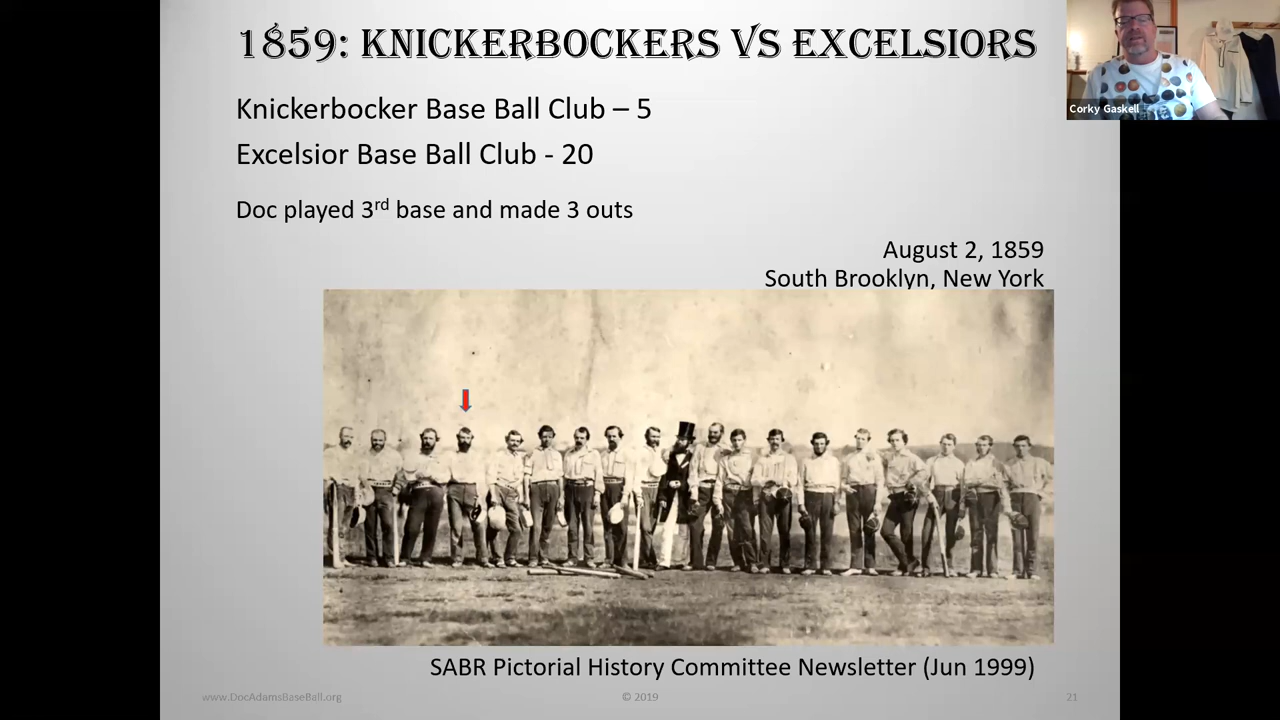 1859: KNICKERBOCKERS VS EXCELSIORS
Corky Gaskell
Knickerbocker Base Ball Club – 5
Excelsior Base Ball Club - 20
Doc played 3rd base and made 3 outs
August 2, 1859
South Brooklyn, New York
SABR Pictorial History Committee Newsletter (Jun 1999)
www.DocAdamsBaseBall.org
© 2019
21